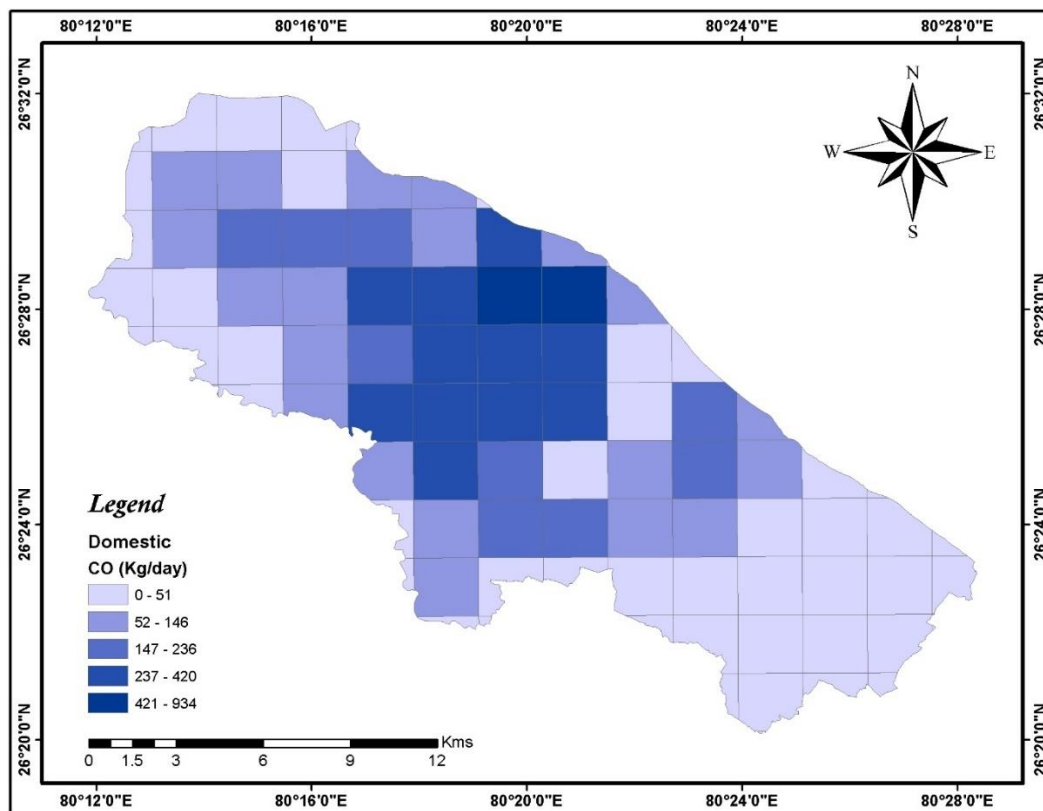 80°12'0"E 80°16'0"E 80°20'0"E 80°24'0"E 80°28'0"E
26°32'0"N 26°32'0"N
N
W E
S
26°28'0"N 26°28'0"N
26°24'0"N 26°24'0"N
Legend
Domestic
CO (Kg/day)
0 - 51
52 - 146
147 - 236
237 - 420
421 - 934
26°20'0"N 26°20'0"N
Kms
0 1.5 3 6 9 12
80°12'0"E 80°16'0"E 80°20'0"E 80°24'0"E 80°28'0"E